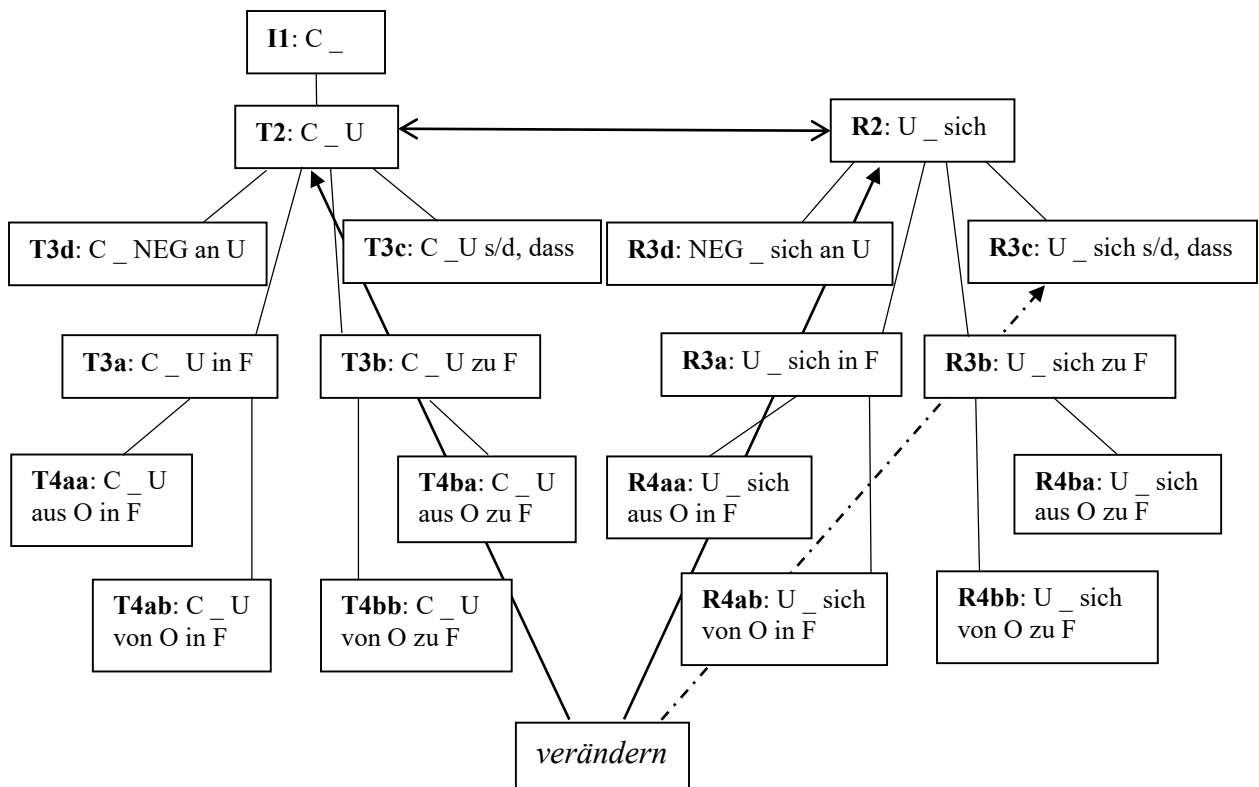 I1: C _
T2: C _ U
R2: U _ sich
T3d: C _ NEG an U
T3c: C _U s/d, dass
R3d: NEG _ sich an U
R3c: U _ sich s/d, dass
T3a: C _ U in F
T3b: C _ U zu F
R3a: U _ sich in F
R3b: U _ sich zu F
T4aa: C _ U
aus O in F
T4ba: C _ U
aus O zu F
R4aa: U _ sich
aus O in F
R4ba: U _ sich
aus O zu F
T4ab: C _ U
von O in F
T4bb: C _ U
von O zu F
R4ab: U _ sich
von O in F
R4bb: U _ sich
von O zu F
verändern